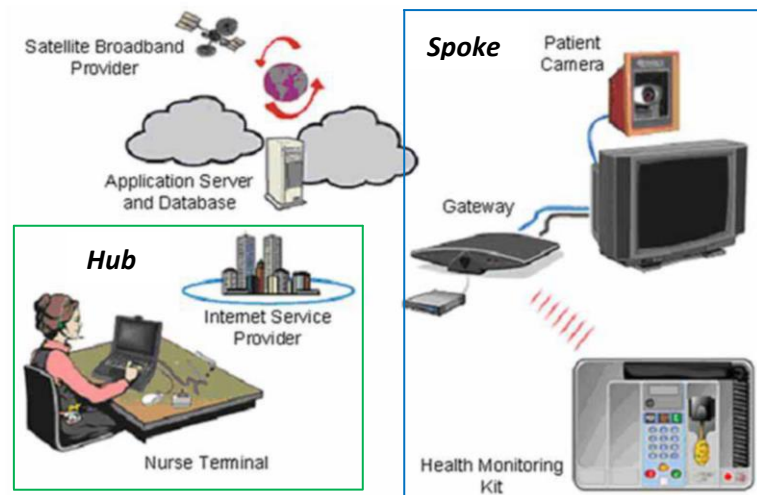 Satellite Broadband
Provider
Spoke
Patient
Camera
Application Server
and Database
Gateway
Hub
Internet Service
Provider
Nurse Terminal
Health Monitoring
Kit